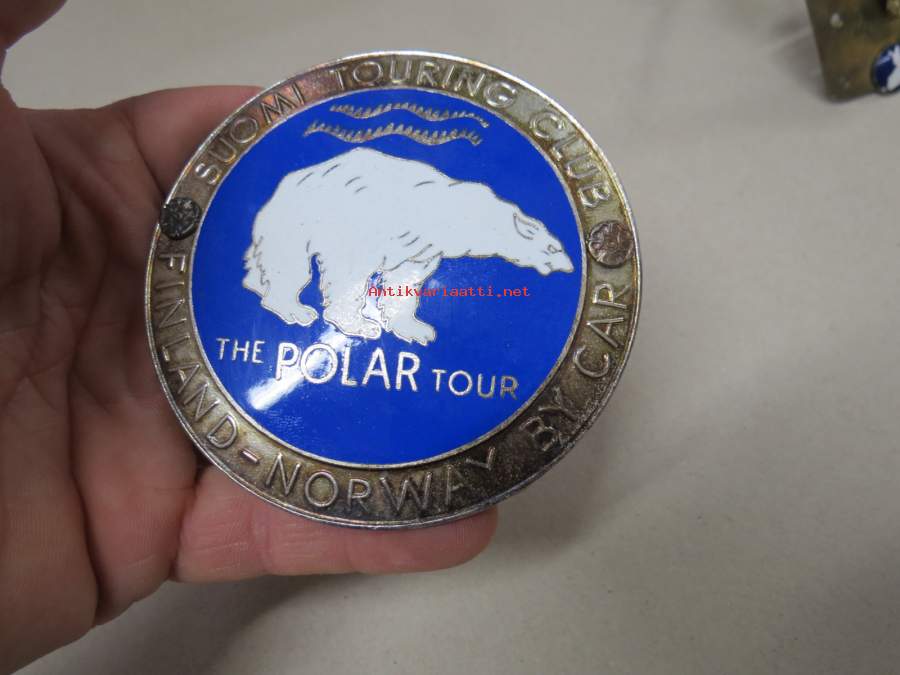 SUOMI TOURING CLUB
Antikvariaatti.net
THE POLAR TOUR
FINLAND-NORWAY BY CAR